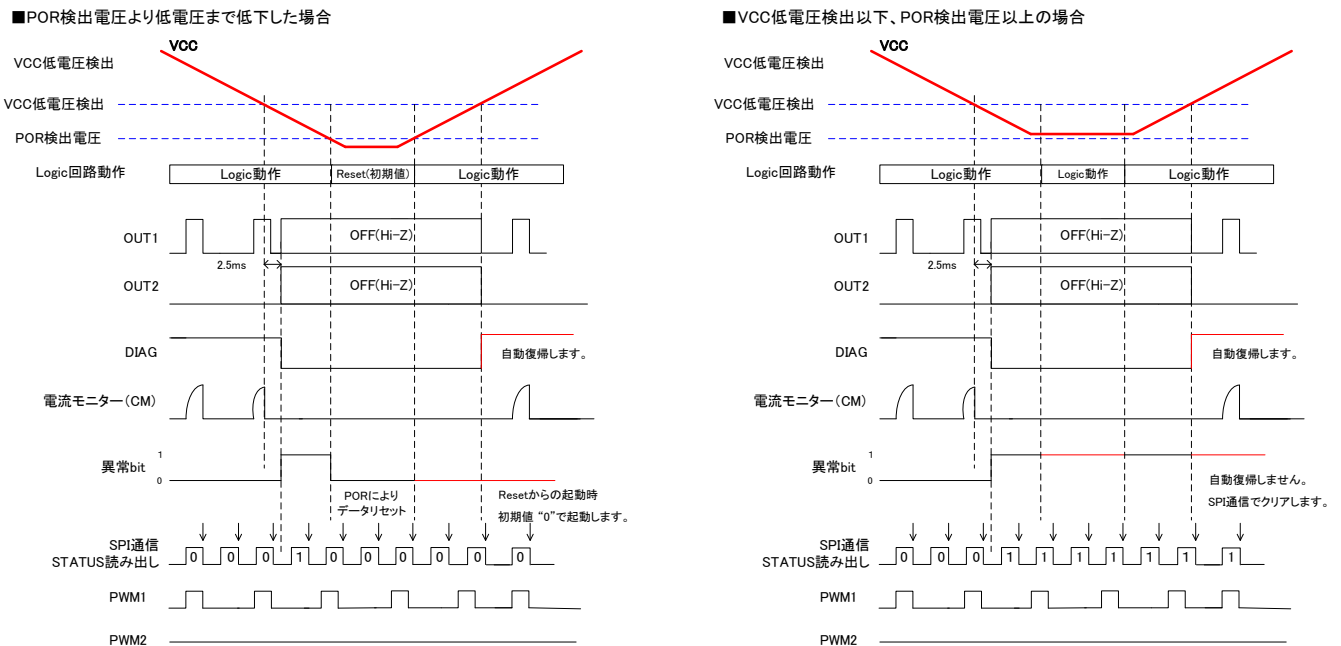 ■POR検出電圧より低電圧まで低下した場合
VCC
VCC低電圧検出
VCC低電圧検出
POR検出電圧
Logic回路動作
Logic動作
Reset(初期値)
Logic動作
OUT1
OFF(Hi-Z)
2.5ms
OUT2
OFF(Hi-Z)
DIAG
自動復帰します。
電流モニター(CM)
異常bit
1
0
PORにより
データリセット
Resetからの起動時
初期値 “0”で起動します。
SPI通信
STATUS読み出し
0 0 0 1 0 0 0 0 0 0
PWM1
PWM2
■VCC低電圧検出以下、POR検出電圧以上の場合
VCC
VCC低電圧検出
VCC低電圧検出
POR検出電圧
Logic回路動作
Logic動作
Logic動作
Logic動作
OUT1
OFF(Hi-Z)
2.5ms
OUT2
OFF(Hi-Z)
DIAG
自動復帰します。
電流モニター(CM)
異常bit
1
0
自動復帰しません。
SPI通信でクリアします。
SPI通信
STATUS読み出し
0 0 0 1 1 1 1 1 1 1
PWM1
PWM2